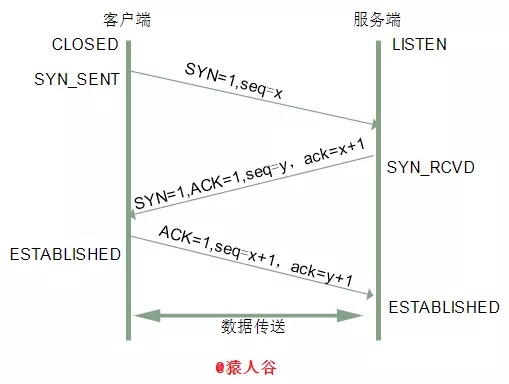 客户端
服务端
CLOSED
LISTEN
SYN_SENT
SYN=1,seq=x
SYN_RCVD
SYN=1,ACK=1,seq=y，ack=x+1
ESTABLISHED
ACK=1,seq=x+1，ack=y+1
ESTABLISHED
数据传送
@猿人谷